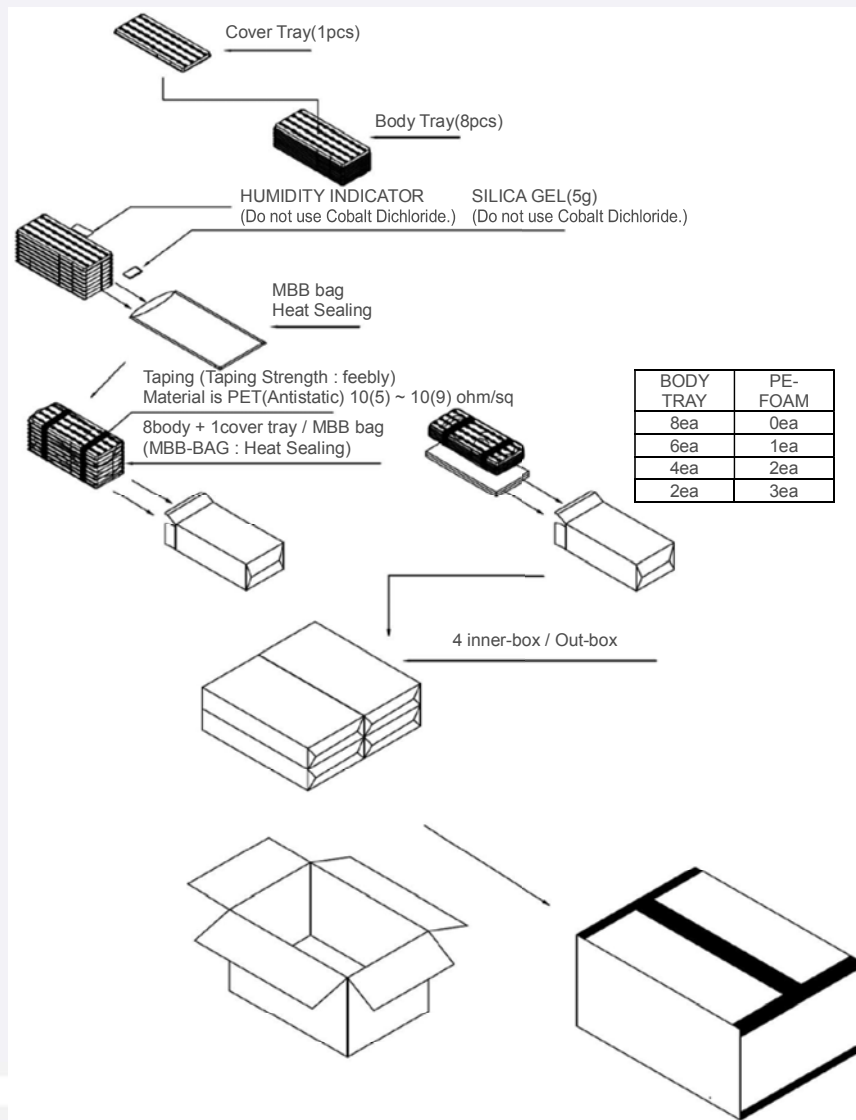 Cover Tray(1pcs)
Body Tray(8pcs)
HUMIDITY INDICATOR
(Do not use Cobalt Dichloride.)
SILICA GEL(5g)
(Do not use Cobalt Dichloride.)
MBB bag
Heat Sealing
Taping (Taping Strength : feebly)
Material is PET(Antistatic) 10(5) ~ 10(9) ohm/sq
8body + 1cover tray / MBB bag
(MBB-BAG : Heat Sealing)
BODY TRAY PE-FOAM
8ea 0ea
6ea 1ea
4ea 2ea
2ea 3ea
4 inner-box / Out-box